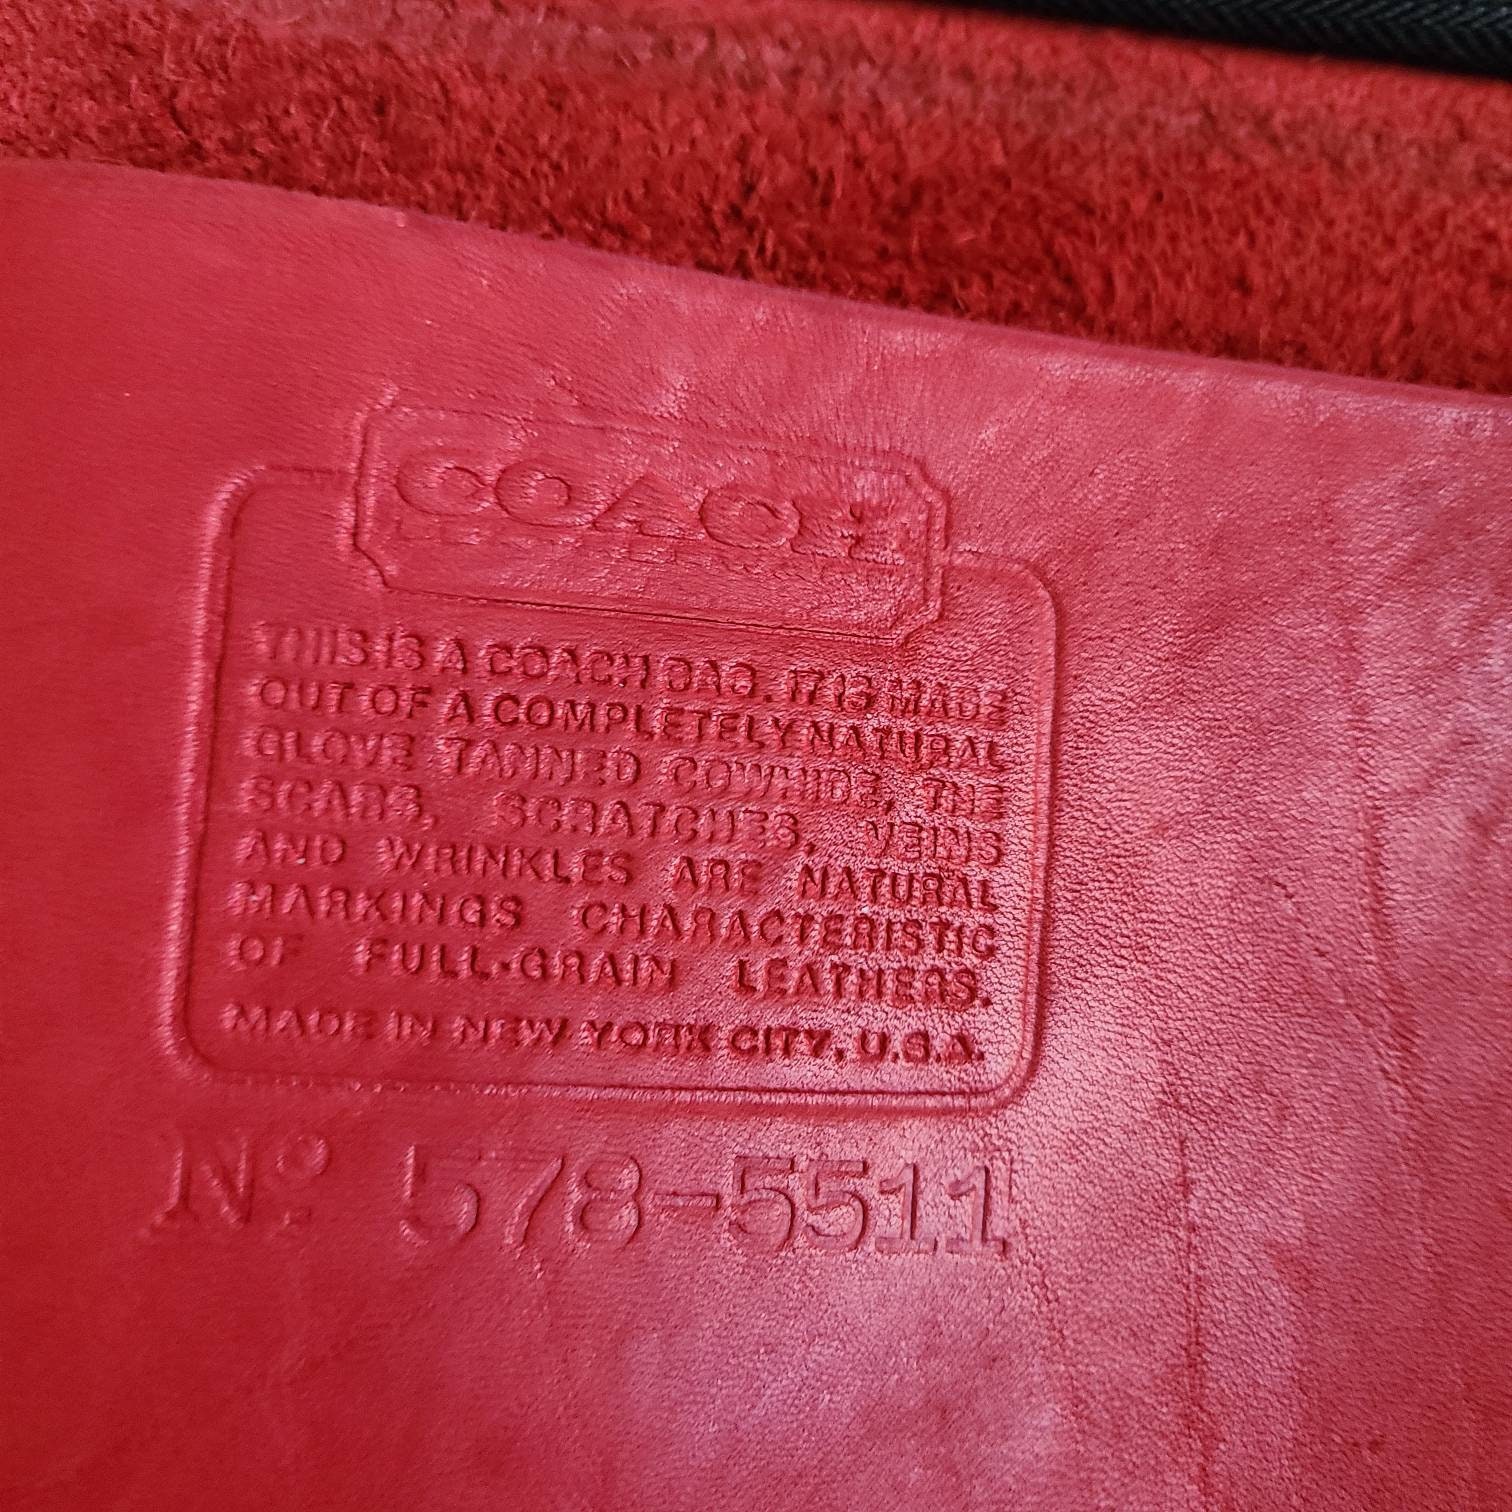 COACH
THIS IS A COACH BAG. IT IS MADE
OUT OF A COMPLETELY NATURAL
GLOVE TANNED COWHIDE, THE
SCARS, SCRATCHES, VEINS
AND WRINKLES ARE NATURAL
MARKINGS CHARACTERISTIC
OF FULL-GRAIN LEATHERS.
MADE IN NEW YORK CITY, U.S.A.
No. 578-5511